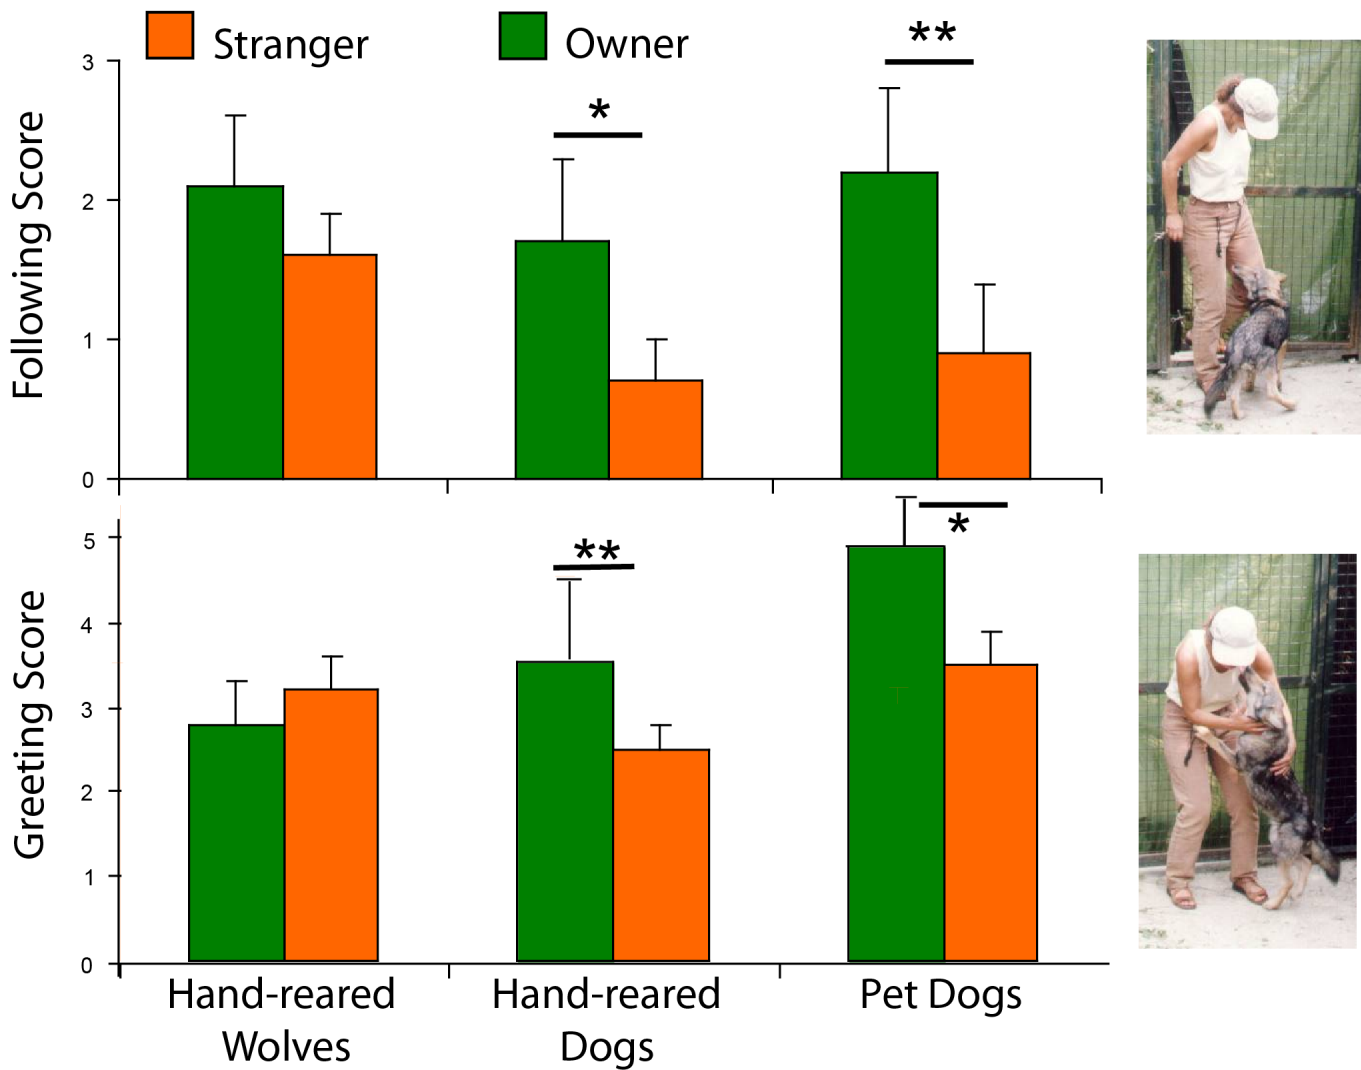 Stranger
Owner
**
3
*
2
Following Score
1
0
5
*
**
4
3
Greeting Score
2
1
0
Hand-reared
Wolves
Hand-reared
Dogs
Pet Dogs